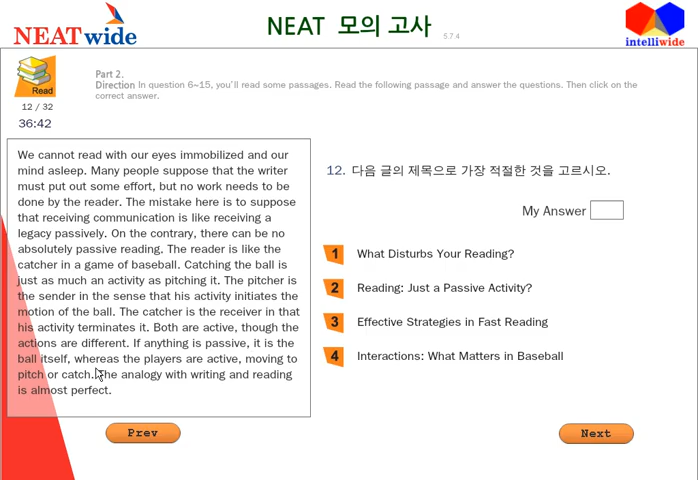 NEATwide
NEAT 모의 고사
5.7.4
intelliwide
Read
12 / 32
36:42
Part 2.
Direction In question 6~15, you'll read some passages. Read the following passage and answer the questions. Then click on the
correct answer.
We cannot read with our eyes immobilized and our
mind asleep. Many people suppose that the writer
must put out some effort, but no work needs to be
done by the reader. The mistake here is to suppose
that receiving communication is like receiving a
legacy passively. On the contrary, there can be no
absolutely passive reading. The reader is like the
catcher in a game of baseball. Catching the ball is
just as much an activity as pitching it. The pitcher is
the sender in the sense that his activity initiates the
motion of the ball. The catcher is the receiver in that
his activity terminates it. Both are active, though the
actions are different. If anything is passive, it is the
ball itself, whereas the players are active, moving to
pitch or catch. The analogy with writing and reading
is almost perfect.
12. 다음 글의 제목으로 가장 적절한 것을 고르시오.
My Answer
1 What Disturbs Your Reading?
2 Reading: Just a Passive Activity?
3 Effective Strategies in Fast Reading
4 Interactions: What Matters in Baseball
Prev
Next